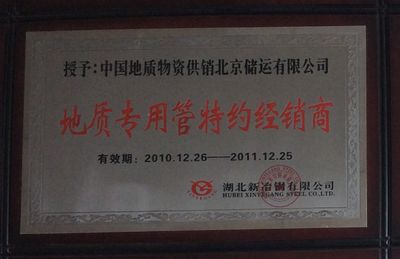 授予：中国地质物资供销北京储运有限公司
地质专用管特约经销商
有效期：2010.12.26——2011.12.25
湖北新冶钢有限公司
HUBEI XINYEGANG STEEL CO.,LTD.